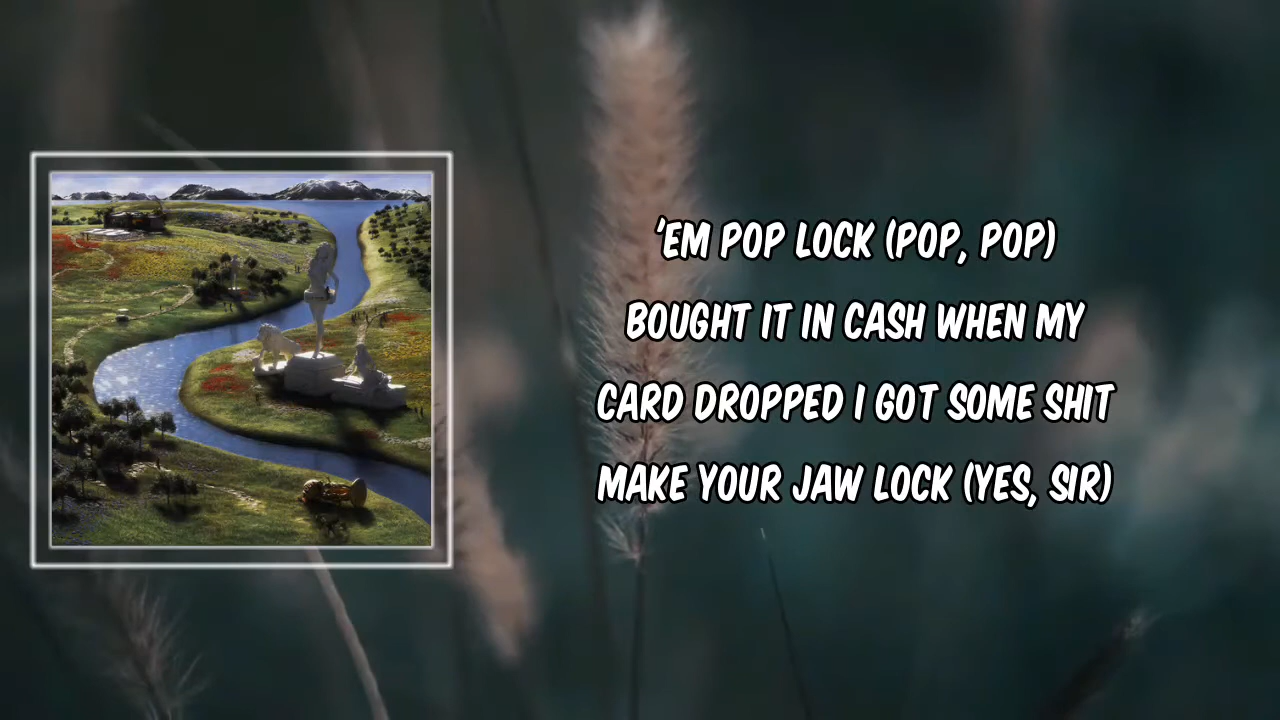 'EM POP LOCK (POP, POP)
BOUGHT IT IN CASH WHEN MY
CARD DROPPED I GOT SOME SHIT
MAKE YOUR JAW LOCK (YES, SIR)